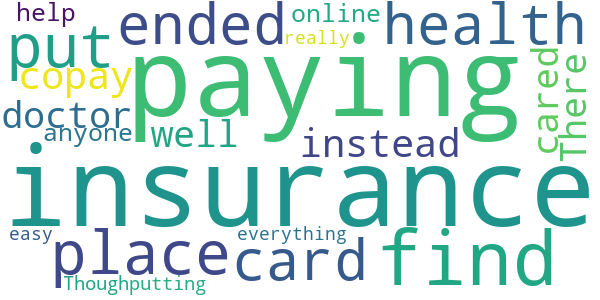 help
ended
online
health
really
put
copay
paying
cared
There
doctor
anyone
well
instead
insurance
easy
place
everything
card
find
Thoughputting